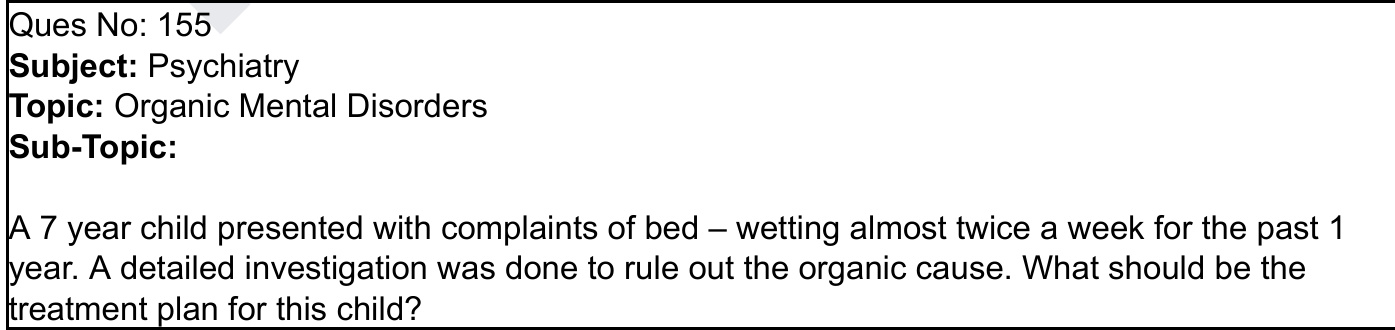 Ques No: 155
Subject: Psychiatry
Topic: Organic Mental Disorders
Sub-Topic:
A 7 year child presented with complaints of bed – wetting almost twice a week for the past 1
year. A detailed investigation was done to rule out the organic cause. What should be the
treatment plan for this child?